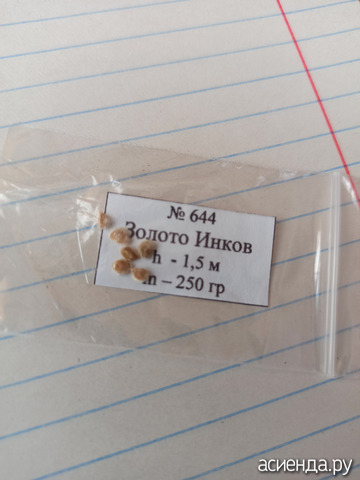 № 644
Золото Инков
h - 1,5 м
– 250 гр
асиенда.ру